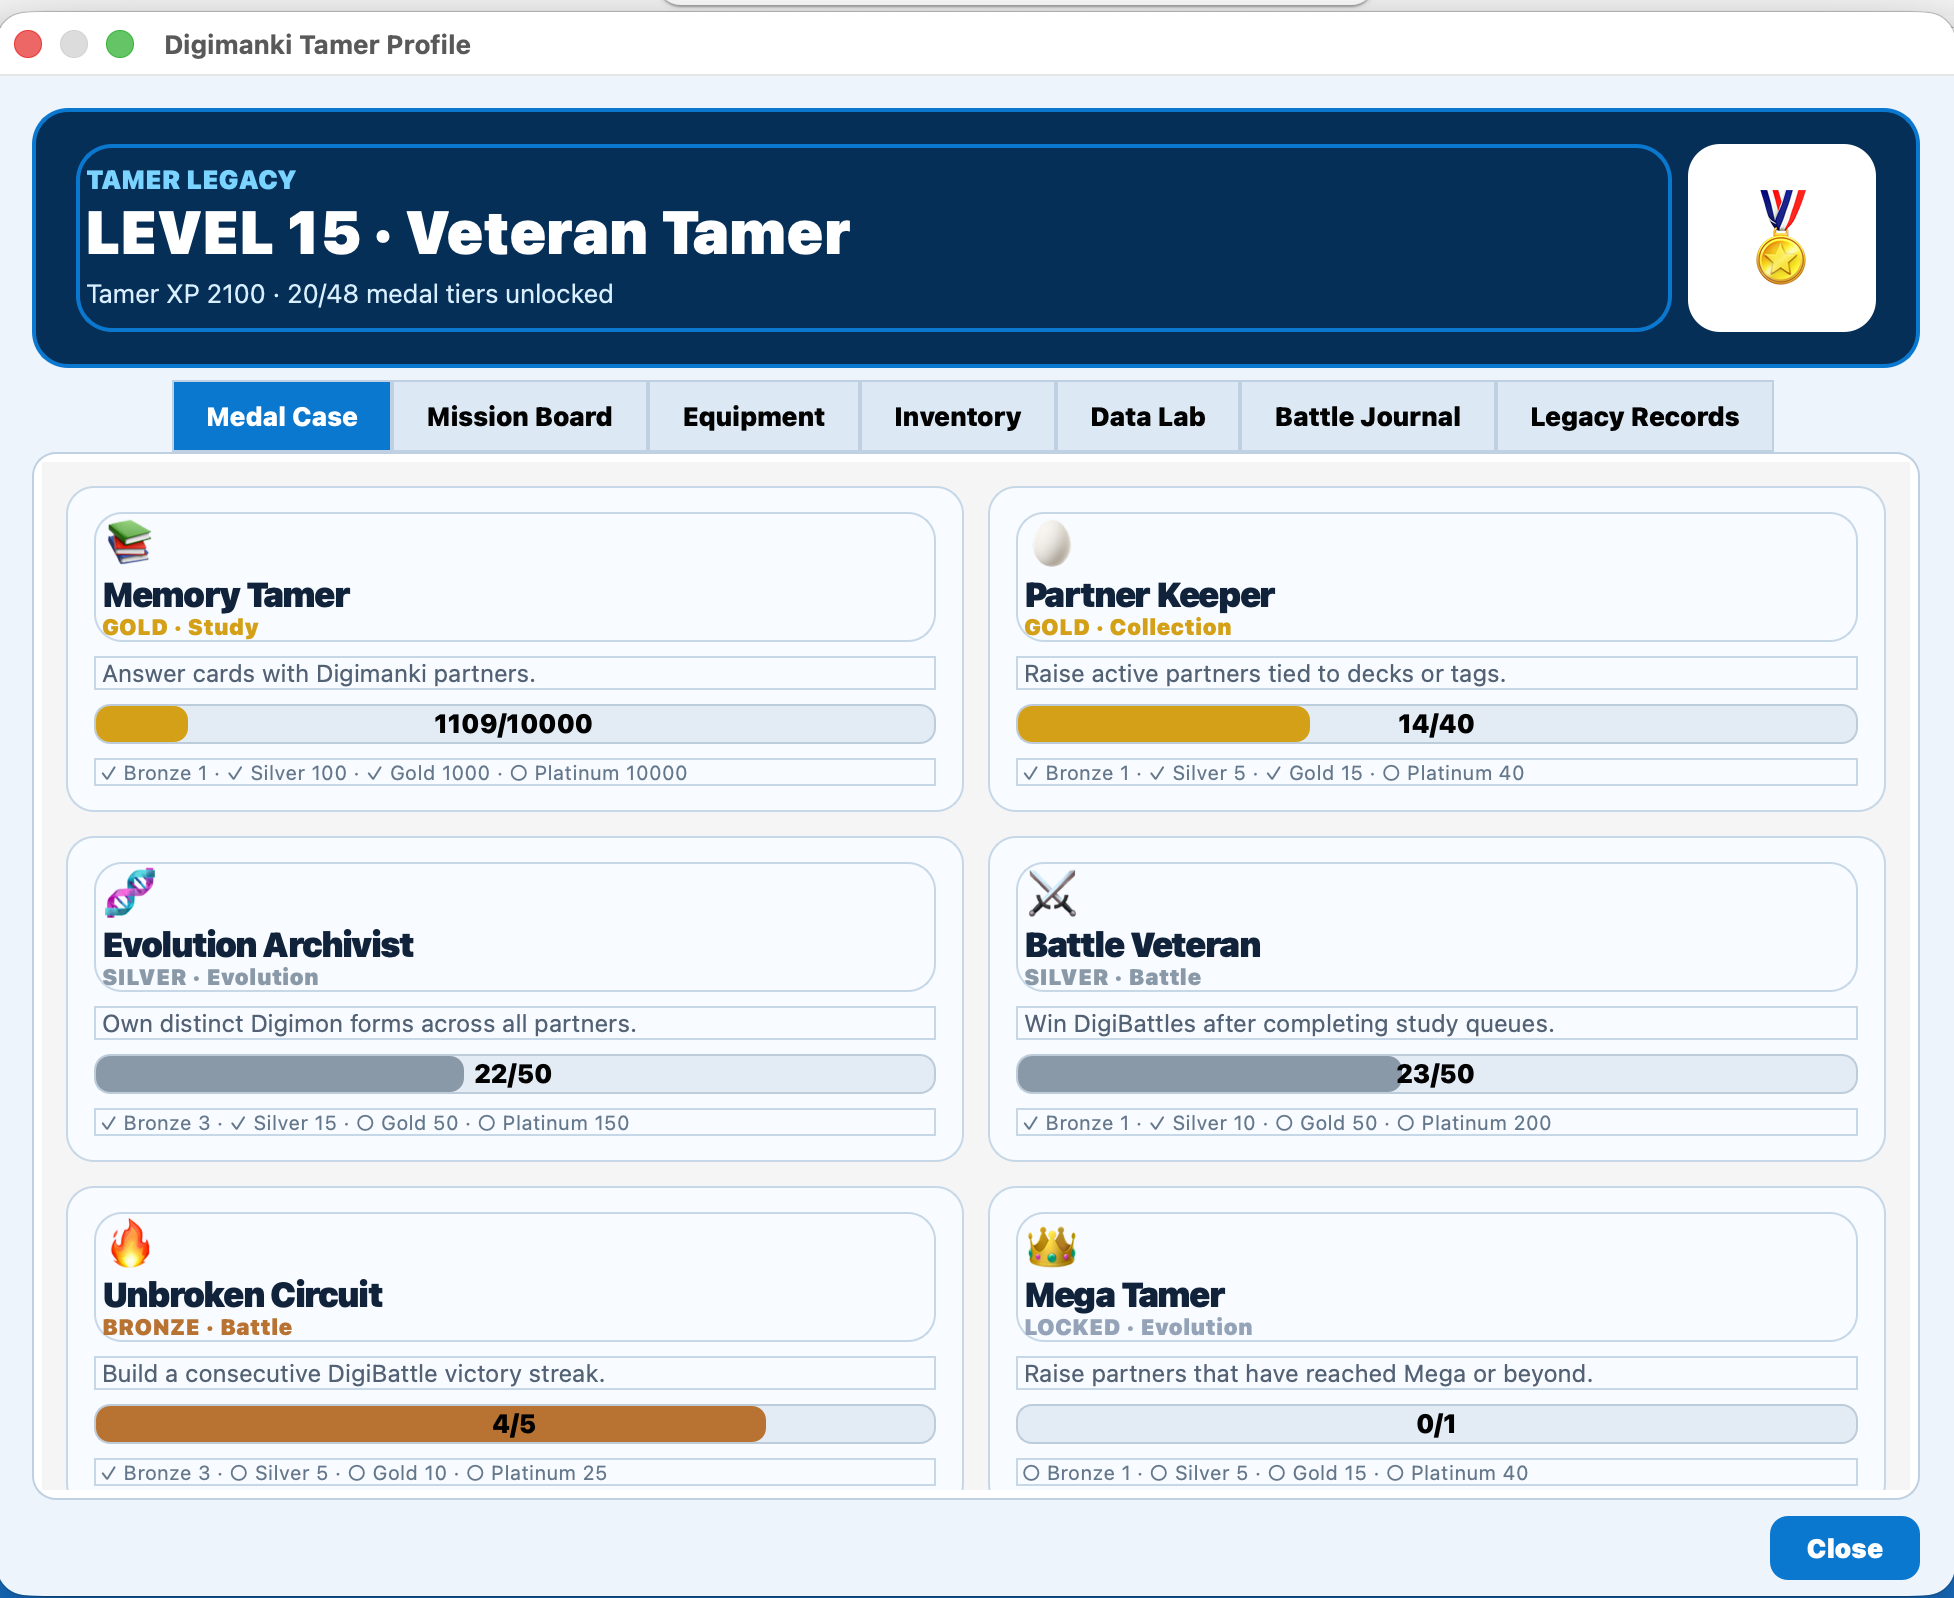 Digimanki Tamer Profile
TAMER LEGACY
LEVEL 15 · Veteran Tamer
Tamer XP 2100 · 20/48 medal tiers unlocked
Medal Case
Mission Board
Equipment
Inventory
Data Lab
Battle Journal
Legacy Records
Memory Tamer
GOLD · Study
Answer cards with Digimanki partners.
1109/10000
✓ Bronze 1 · ✓ Silver 100 · ✓ Gold 1000 · ○ Platinum 10000
Partner Keeper
GOLD · Collection
Raise active partners tied to decks or tags.
14/40
✓ Bronze 1 · ✓ Silver 5 · ✓ Gold 15 · ○ Platinum 40
Evolution Archivist
SILVER · Evolution
Own distinct Digimon forms across all partners.
22/50
✓ Bronze 3 · ✓ Silver 15 · ○ Gold 50 · ○ Platinum 150
Battle Veteran
SILVER · Battle
Win DigiBattles after completing study queues.
23/50
✓ Bronze 1 · ✓ Silver 10 · ○ Gold 50 · ○ Platinum 200
Unbroken Circuit
BRONZE · Battle
Build a consecutive DigiBattle victory streak.
4/5
✓ Bronze 3 · ○ Silver 5 · ○ Gold 10 · ○ Platinum 25
Mega Tamer
LOCKED · Evolution
Raise partners that have reached Mega or beyond.
0/1
○ Bronze 1 · ○ Silver 5 · ○ Gold 15 · ○ Platinum 40
Close